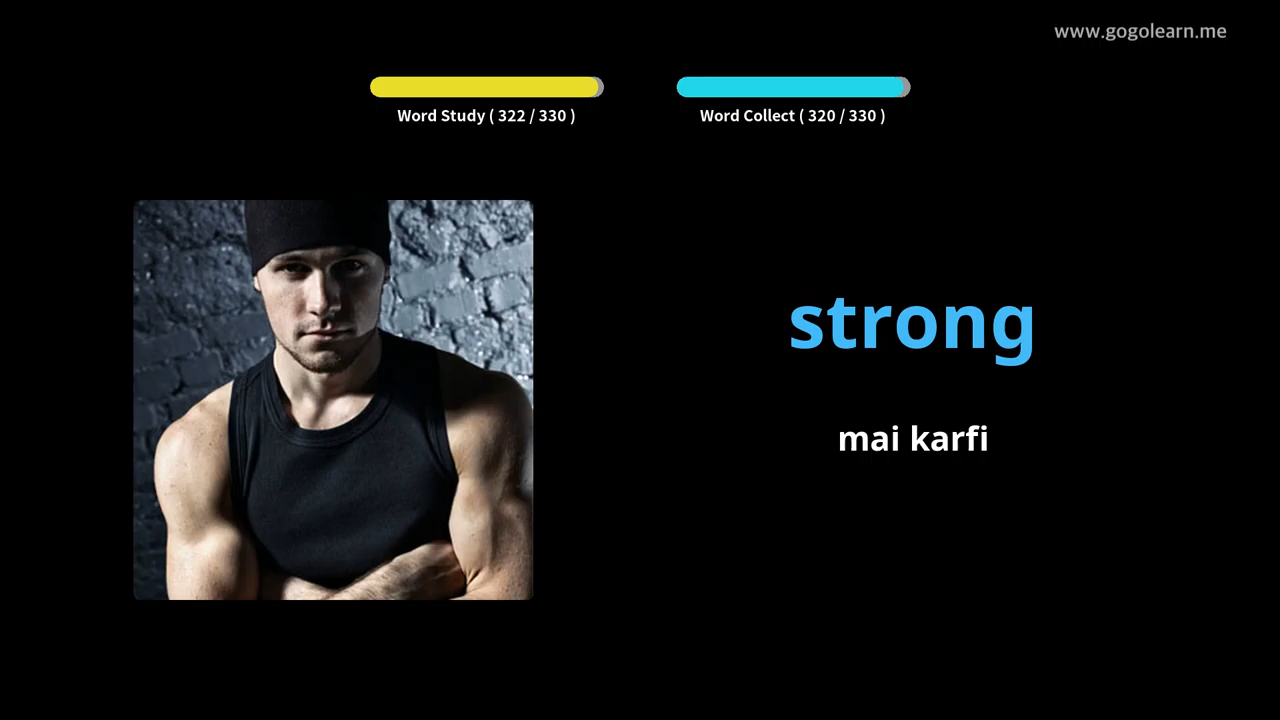 www.gogolearn.me
Word Study ( 322 / 330 )
Word Collect ( 320 / 330 )
strong
mai karfi